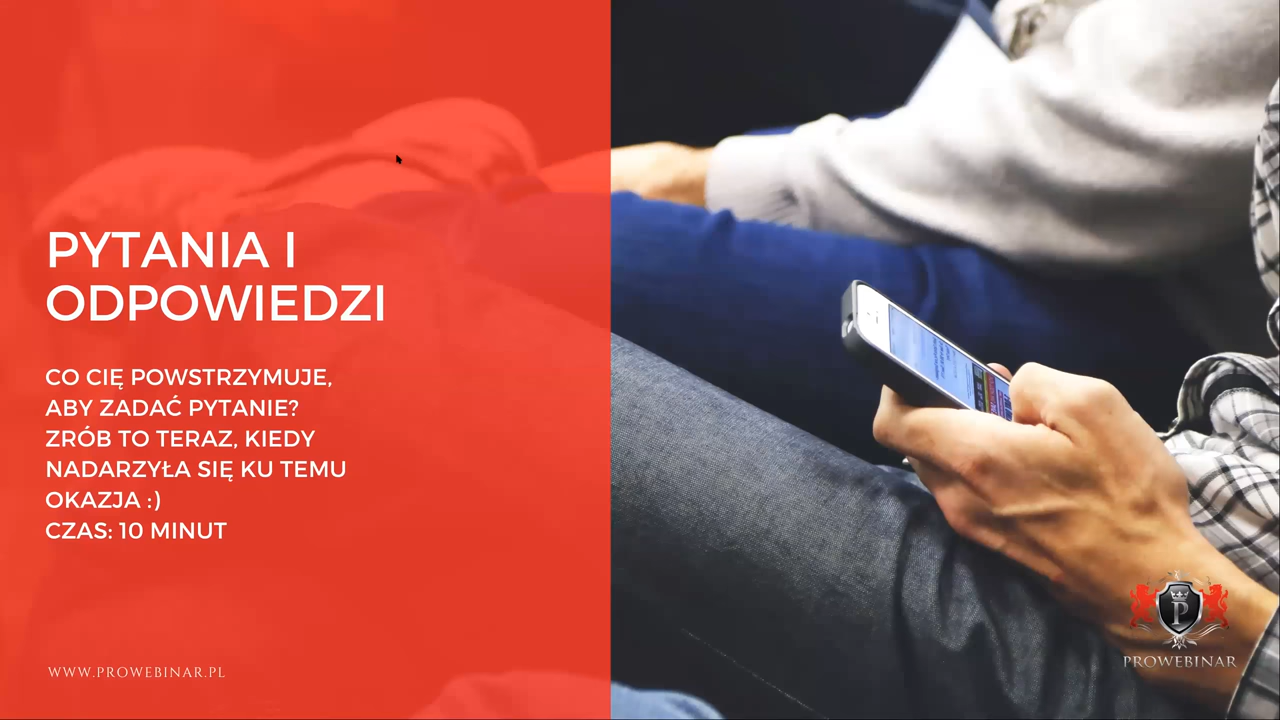 PYTANIA I
ODPOWIEDZI
CO CIĘ POWSTRZYMUJE,
ABY ZADAĆ PYTANIE?
ZRÓB TO TERAZ, KIEDY
NADARZYŁA SIĘ KU TEMU
OKAZJA :)
CZAS: 10 MINUT
WWW.PROWEBINAR.PL
P
PROWEBINAR